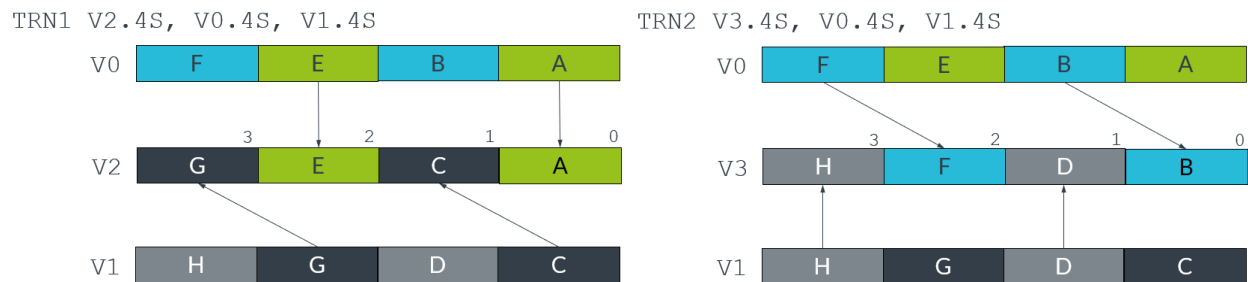 TRN1 V2.4S, V0.4S, V1.4S
V0 F E B A
3 2 1 0
V2 G E C A
V1 H G D C
TRN2 V3.4S, V0.4S, V1.4S
V0 F E B A
3 2 1 0
V3 H F D B
V1 H G D C